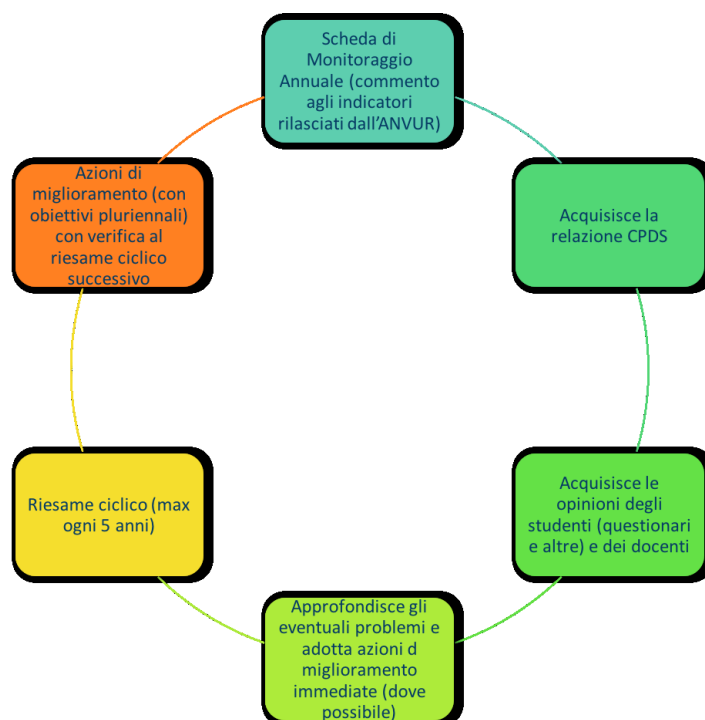 Scheda di
Monitoraggio
Annuale (commento
agli indicatori
rilasciati dall'ANVUR)
Acquisisce la
relazione CPDS
Acquisisce le
opinioni degli
studenti (questionari
e altre) e dei docenti
Approfondisce gli
eventuali problemi e
adotta azioni d
miglioramento
immediate (dove
possibile)
Riesame ciclico (max
ogni 5 anni)
Azioni di
miglioramento (con
obiettivi pluriennali)
con verifica al
riesame ciclico
successivo